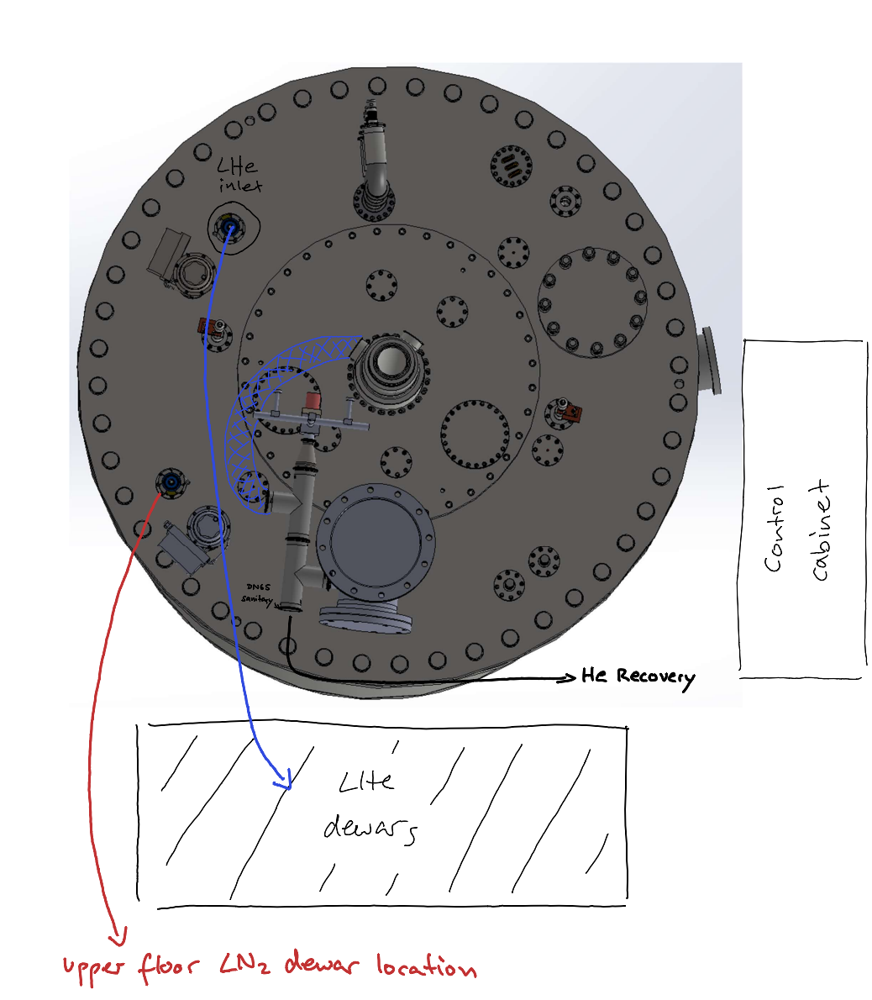 LHe
inlet
DN65
sanitary
He Recovery
Control
cabinet
LHe
dewars
upper floor LN₂ dewar location